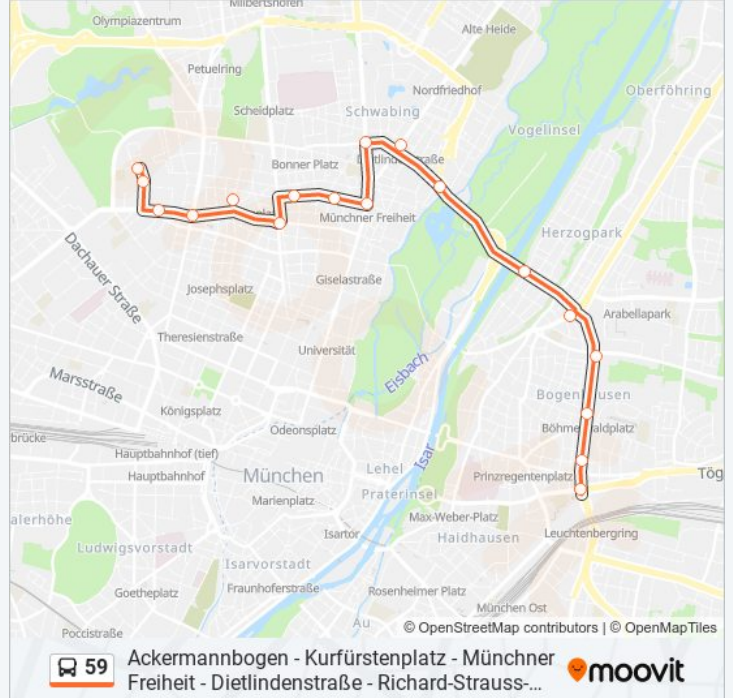 Milbertshofen
Olympiazentrum
Alte Heide
Petuelring
Nordfriedhof
Oberföhring
Scheidplatz
Schwabing
Vogelinsel
Bonner Platz
Münchner Freiheit
Herzogpark
Dachauer Straße
Giselastraße
Josephsplatz
Arabellapark
Theresienstraße
Universität
Eisbach
Marsstraße
Bogenhausen
Königsplatz
Odeonsplatz
brücke
Hauptbahnhof (tief)
Lehel
Isar
Hauptbahnhof
München
Prinzregentenplatz
Tög
Marienplatz
Praterinsel
Max-Weber-Platz
alerhöhe
Isartor
Haidhausen
Leuchtenbergring
Ludwigsvorstadt
Isarvorstadt
Goetheplatz
Fraunhoferstraße
Rosenheimer Platz
München Ost
Au
Poccistraße
© OpenStreetMap contributors | © OpenMapTiles
59
Ackermannbogen - Kurfürstenplatz - Münchner
Freiheit - Dietlindenstraße - Richard-Strauss-...
moovit